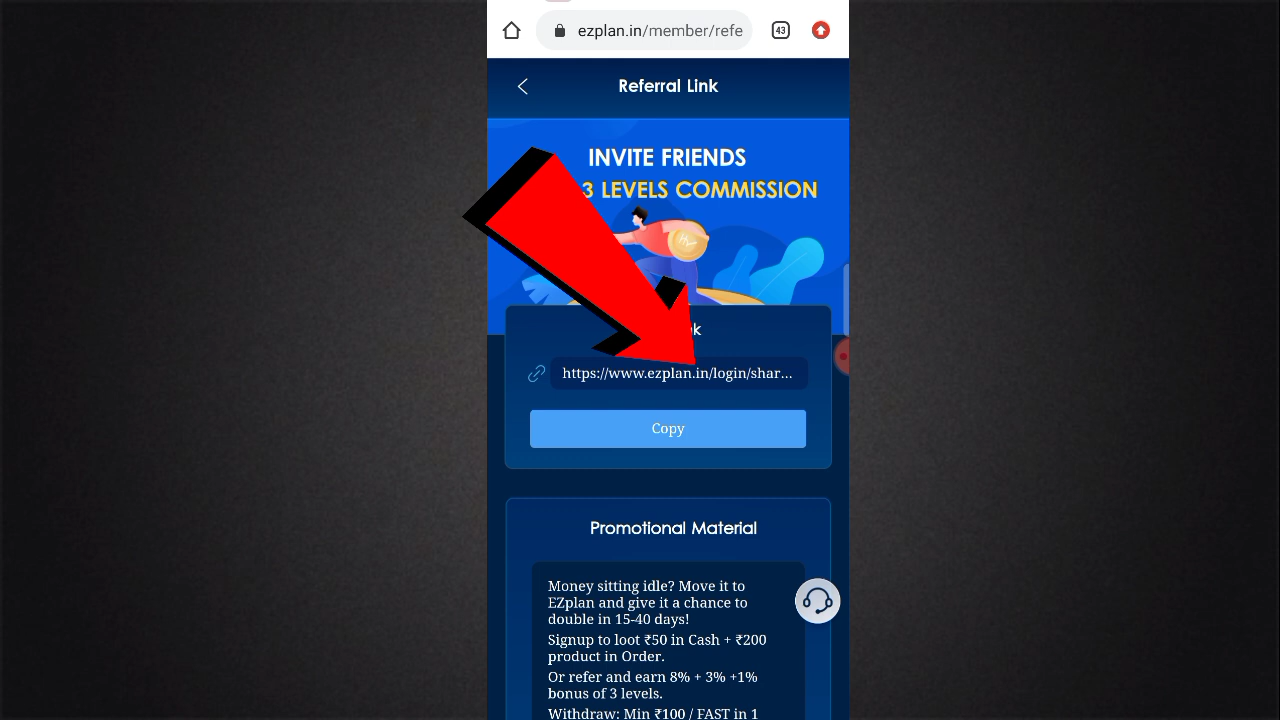 ezplan.in/member/refe
43
Referral Link
INVITE FRIENDS
3 LEVELS COMMISSION
https://www.ezplan.in/login/shar...
Copy
Promotional Material
Money sitting idle? Move it to
EZplan and give it a chance to
double in 15-40 days!
Signup to loot ₹50 in Cash + ₹200
product in Order.
Or refer and earn 8% + 3% +1%
bonus of 3 levels.
Withdraw: Min ₹100 / FAST in 1